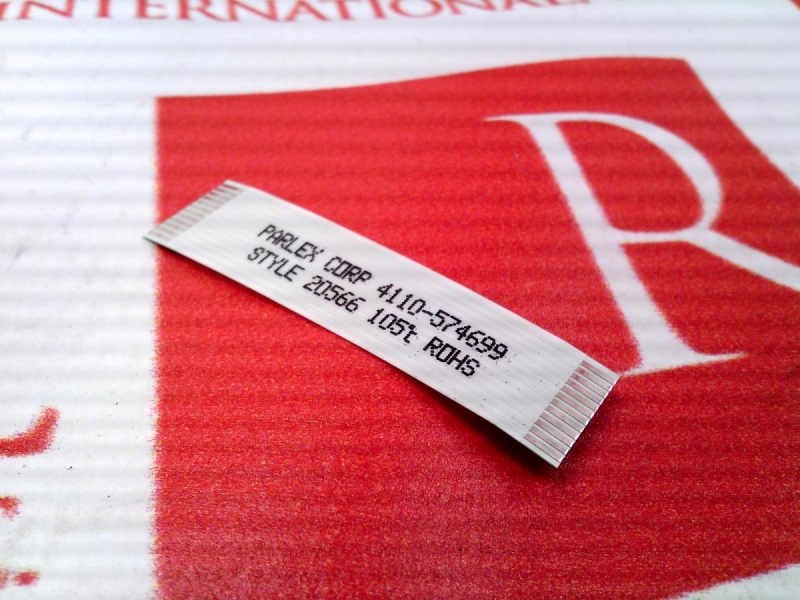 INTERNATIONAL
R
PARLEX CORP 4110-574699
STYLE 20566 105℃ ROHS